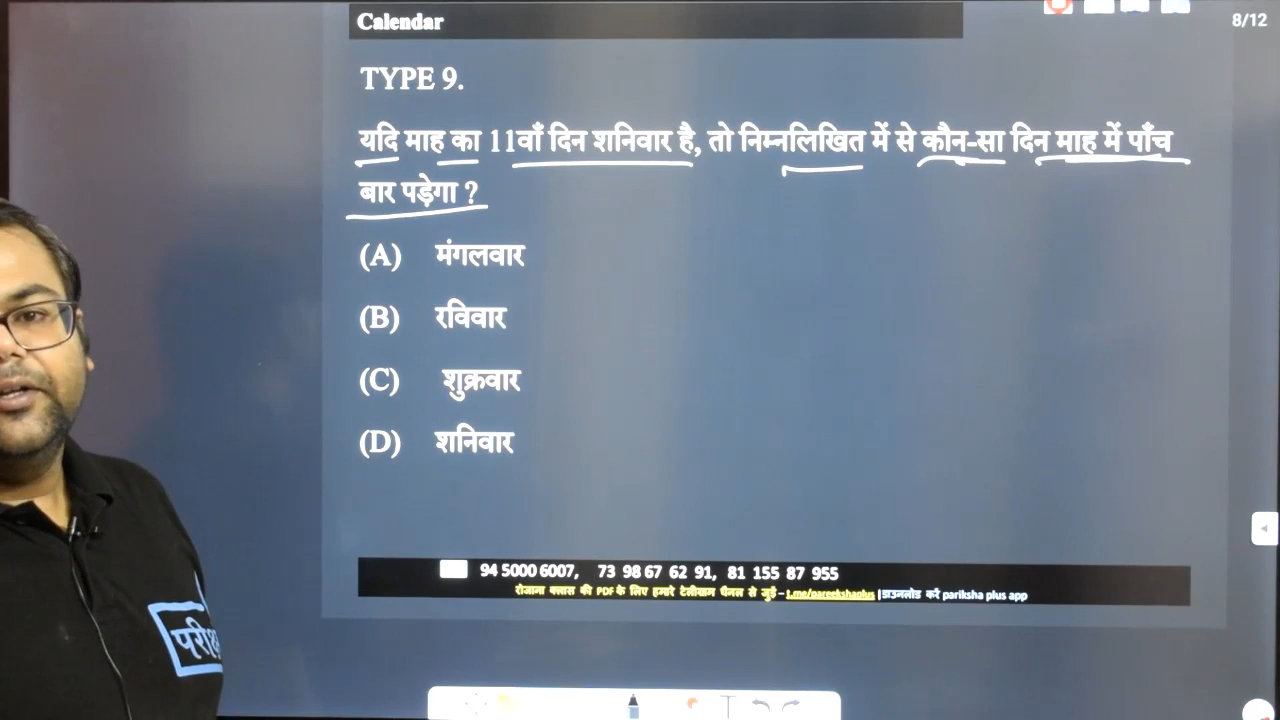 Calendar
8/12
TYPE 9.
यदि माह का 11वाँ दिन शनिवार है, तो निम्नलिखित में से कौन-सा दिन माह में पाँच
बार पड़ेगा ?
(A) मंगलवार
(B) रविवार
(C) शुक्रवार
(D) शनिवार
94 5000 6007, 73 98 67 62 91, 81 155 87 955
रोजाना क्लास की PDF के लिए हमारे टेलीग्राम चैनल से जुड़ें – t.me/pareekshaplus | डाउनलोड करें pariksha plus app